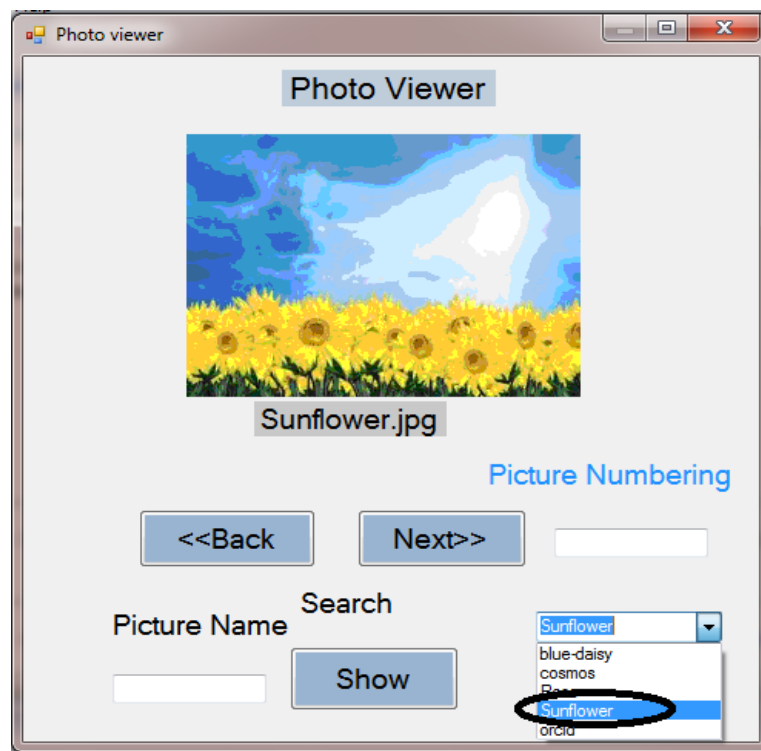 Photo viewer
Photo Viewer
Sunflower.jpg
Picture Numbering
<<Back
Next>>
Search
Picture Name
Show
Sunflower
blue-daisy
cosmos
Sunflower
orcid